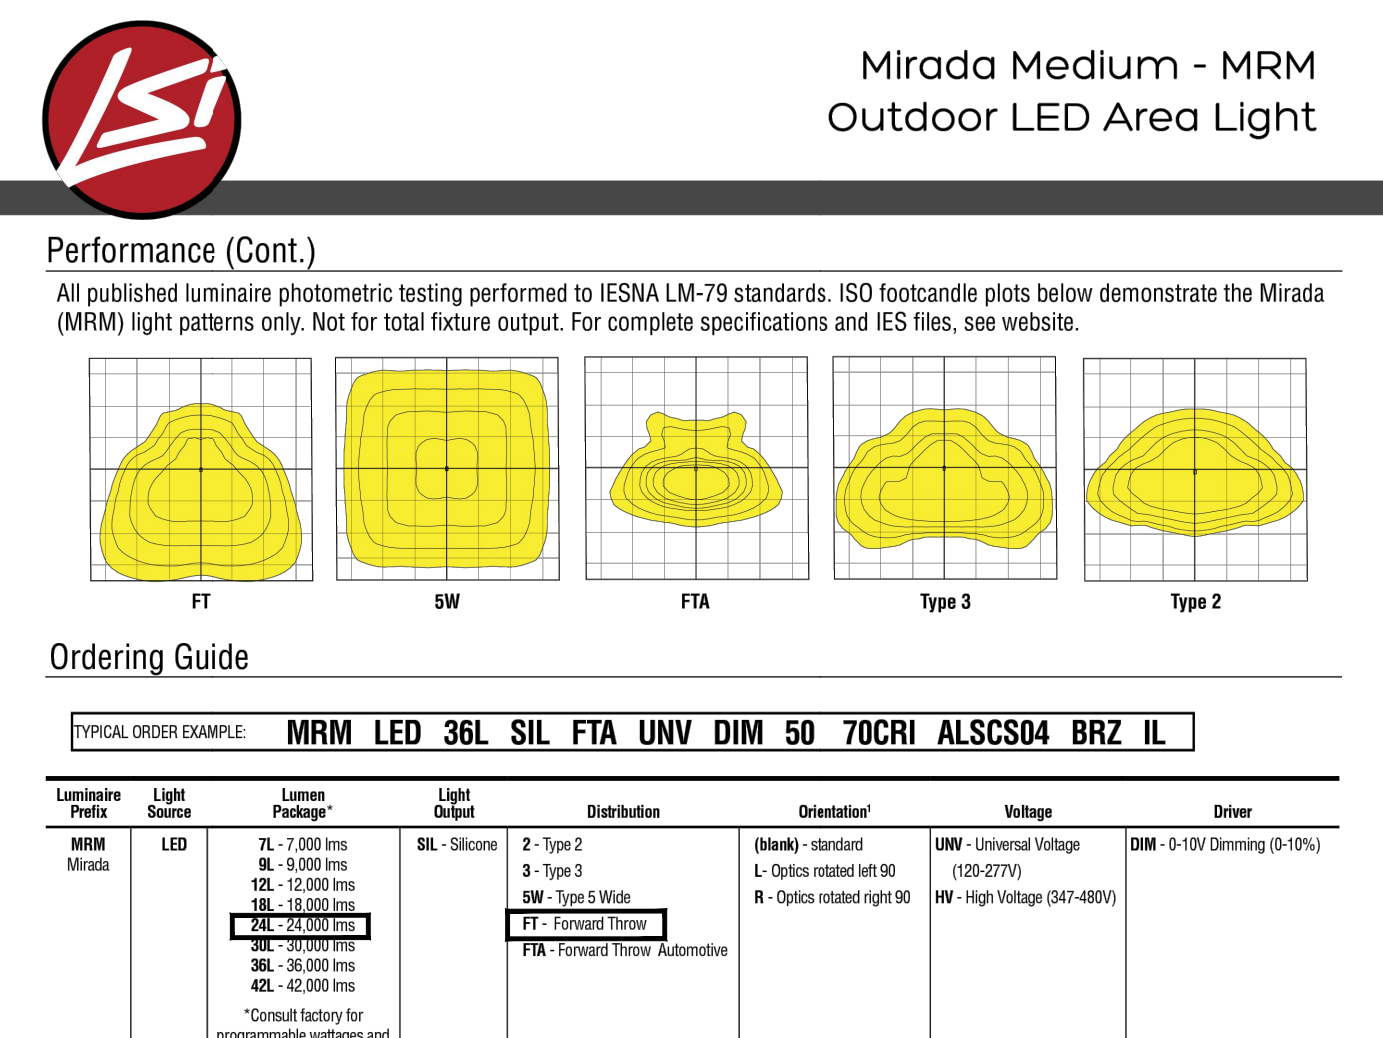 LSi
Mirada Medium - MRM
Outdoor LED Area Light
Performance (Cont.)
All published luminaire photometric testing performed to IESNA LM-79 standards. ISO footcandle plots below demonstrate the Mirada
(MRM) light patterns only. Not for total fixture output. For complete specifications and IES files, see website.
FT 5W FTA Type 3 Type 2
Ordering Guide
TYPICAL ORDER EXAMPLE: MRM LED 36L SIL FTA UNV DIM 50 70CRI ALSCS04 BRZ IL
Luminaire Prefix
Light Source
Lumen Package*
Light Output
Distribution
Orientation¹
Voltage
Driver
MRM
Mirada
LED
7L - 7,000 lms
9L - 9,000 lms
12L - 12,000 lms
18L - 18,000 lms
24L - 24,000 lms
30L - 30,000 lms
36L - 36,000 lms
42L - 42,000 lms
*Consult factory for
programmable wattages and
SIL - Silicone
2 - Type 2
3 - Type 3
5W - Type 5 Wide
FT - Forward Throw
FTA - Forward Throw Automotive
(blank) - standard
L- Optics rotated left 90
R - Optics rotated right 90
UNV - Universal Voltage
(120-277V)
HV - High Voltage (347-480V)
DIM - 0-10V Dimming (0-10%)